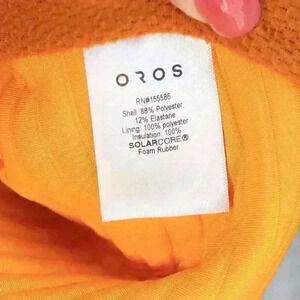 OROS
RN#155586
Shell: 88% Polyester,
12% Elastane
Lining: 100% polyester
Insulation: 100%
SOLARCORE®
Foam Rubber